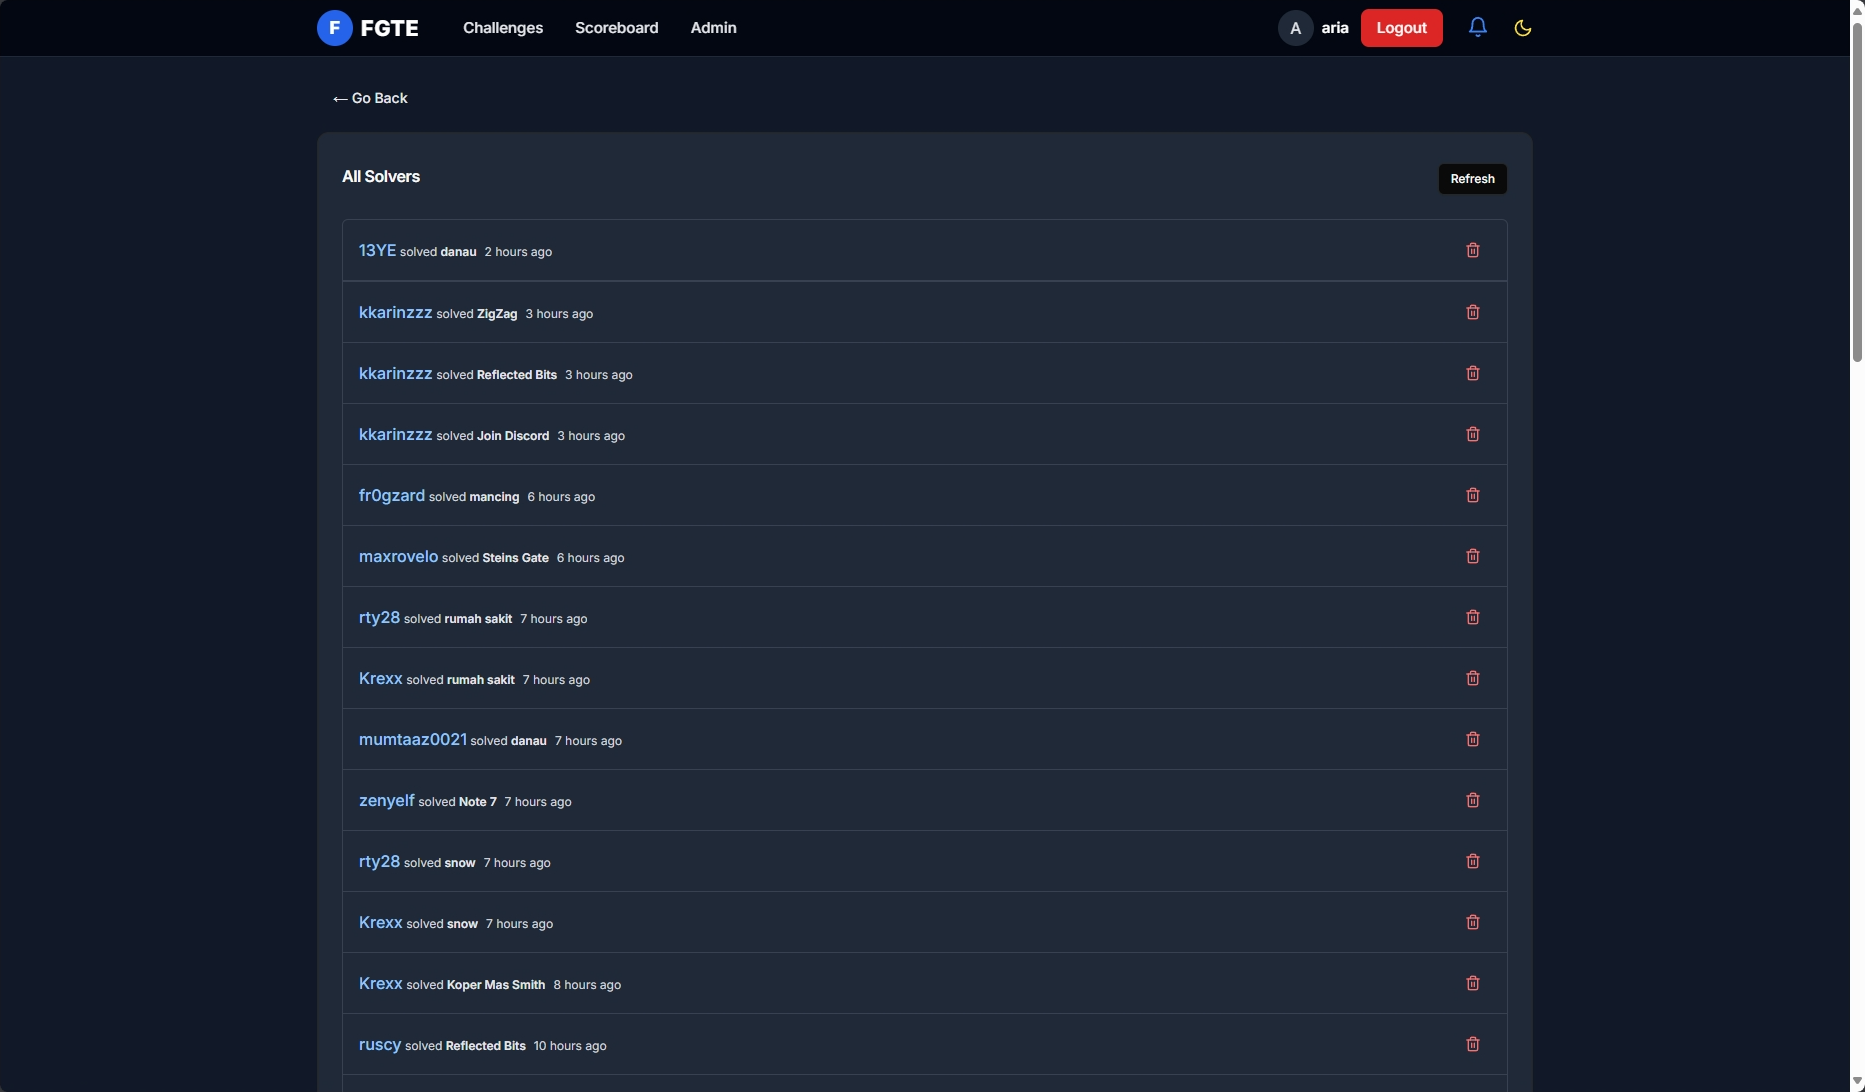 F FGTE Challenges Scoreboard Admin A aria Logout
← Go Back
All Solvers Refresh
13YE solved danau 2 hours ago
kkarinzzz solved ZigZag 3 hours ago
kkarinzzz solved Reflected Bits 3 hours ago
kkarinzzz solved Join Discord 3 hours ago
fr0gzard solved mancing 6 hours ago
maxrovelo solved Steins Gate 6 hours ago
rty28 solved rumah sakit 7 hours ago
Krexx solved rumah sakit 7 hours ago
mumtaaz0021 solved danau 7 hours ago
zenyelf solved Note 7 7 hours ago
rty28 solved snow 7 hours ago
Krexx solved snow 7 hours ago
Krexx solved Koper Mas Smith 8 hours ago
ruscy solved Reflected Bits 10 hours ago